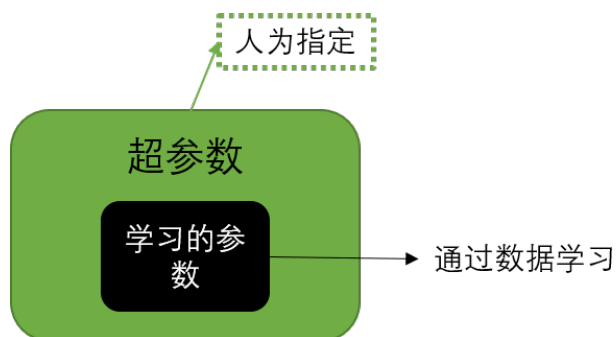 人为指定
超参数
学习的参
数
通过数据学习